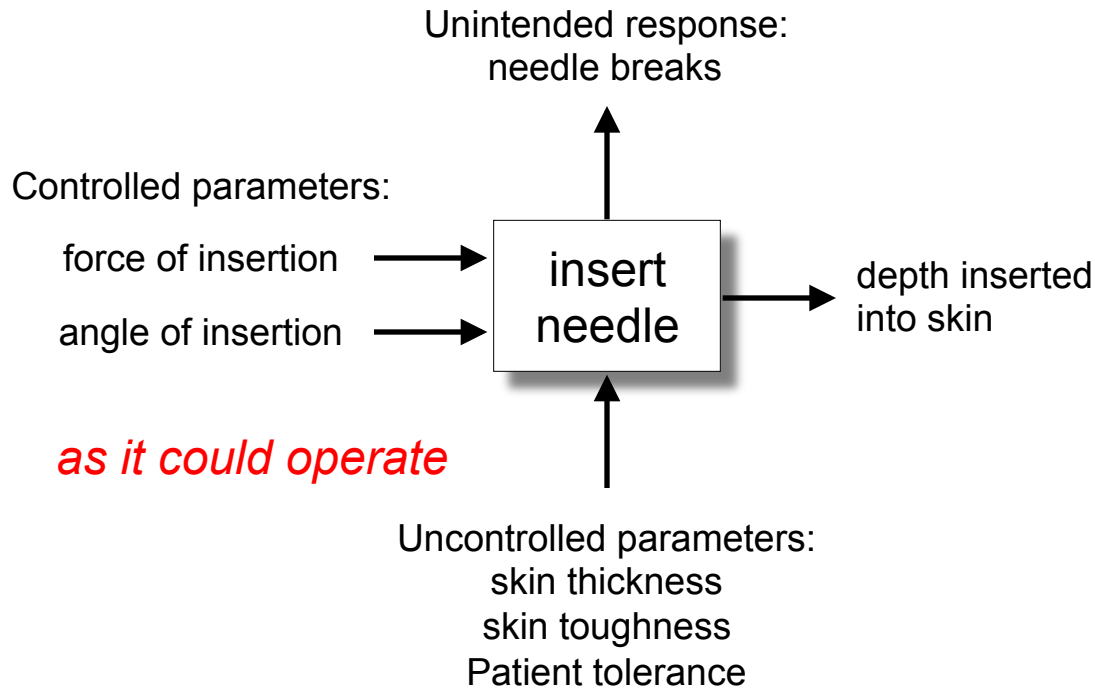 Unintended response:
needle breaks
Controlled parameters:
force of insertion
angle of insertion
insert
needle
depth inserted
into skin
as it could operate
Uncontrolled parameters:
skin thickness
skin toughness
Patient tolerance